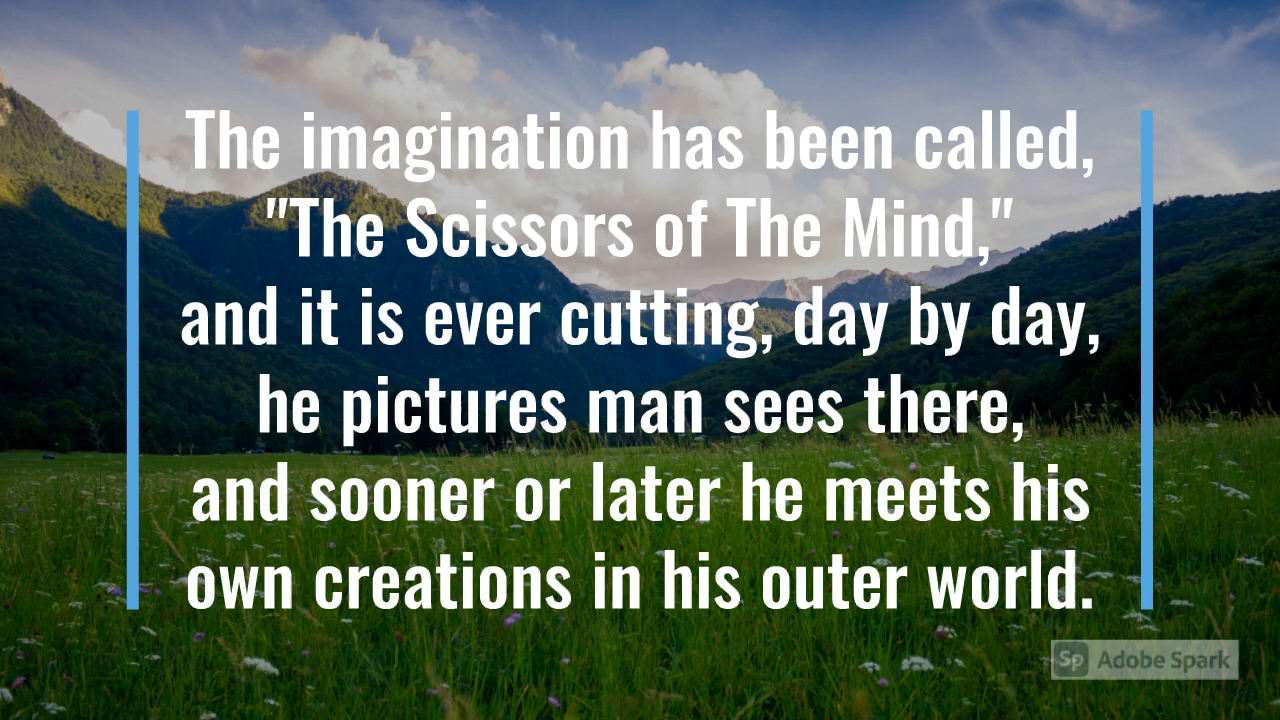 The imagination has been called,
"The Scissors of The Mind,"
and it is ever cutting, day by day,
he pictures man sees there,
and sooner or later he meets his
own creations in his outer world.
Sp Adobe Spark